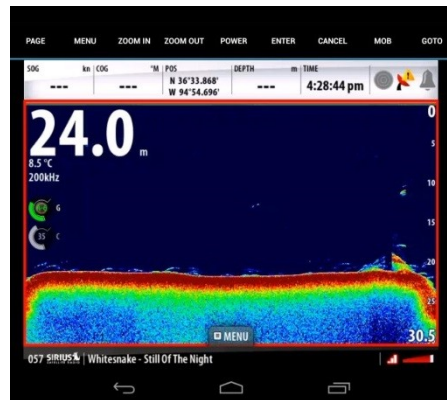 PAGE MENU ZOOM IN ZOOM OUT POWER ENTER CANCEL MOB GOTO
SOG kn COG °M POS DEPTH m TIME
--- --- N 36°33.868' --- 4:28:44 pm
W 94°54.696'
24.0 m
8.5 °C
200kHz
G
35 C
0
5
10
15
20
25
30.5
MENU
057 SIRIUS Whitesnake - Still Of The Night